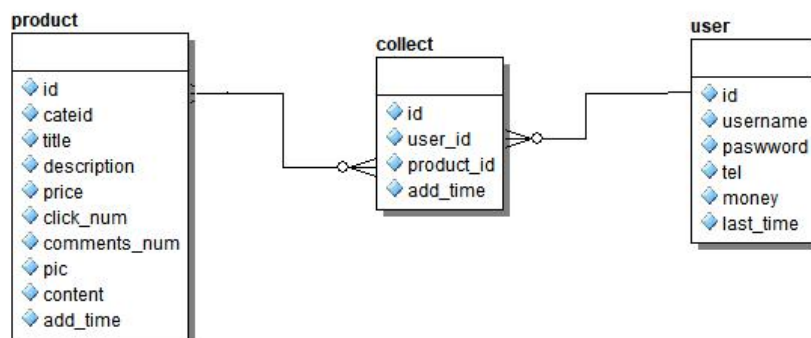 product
id
cateid
title
description
price
click_num
comments_num
pic
content
add_time
collect
id
user_id
product_id
add_time
user
id
username
paswword
tel
money
last_time